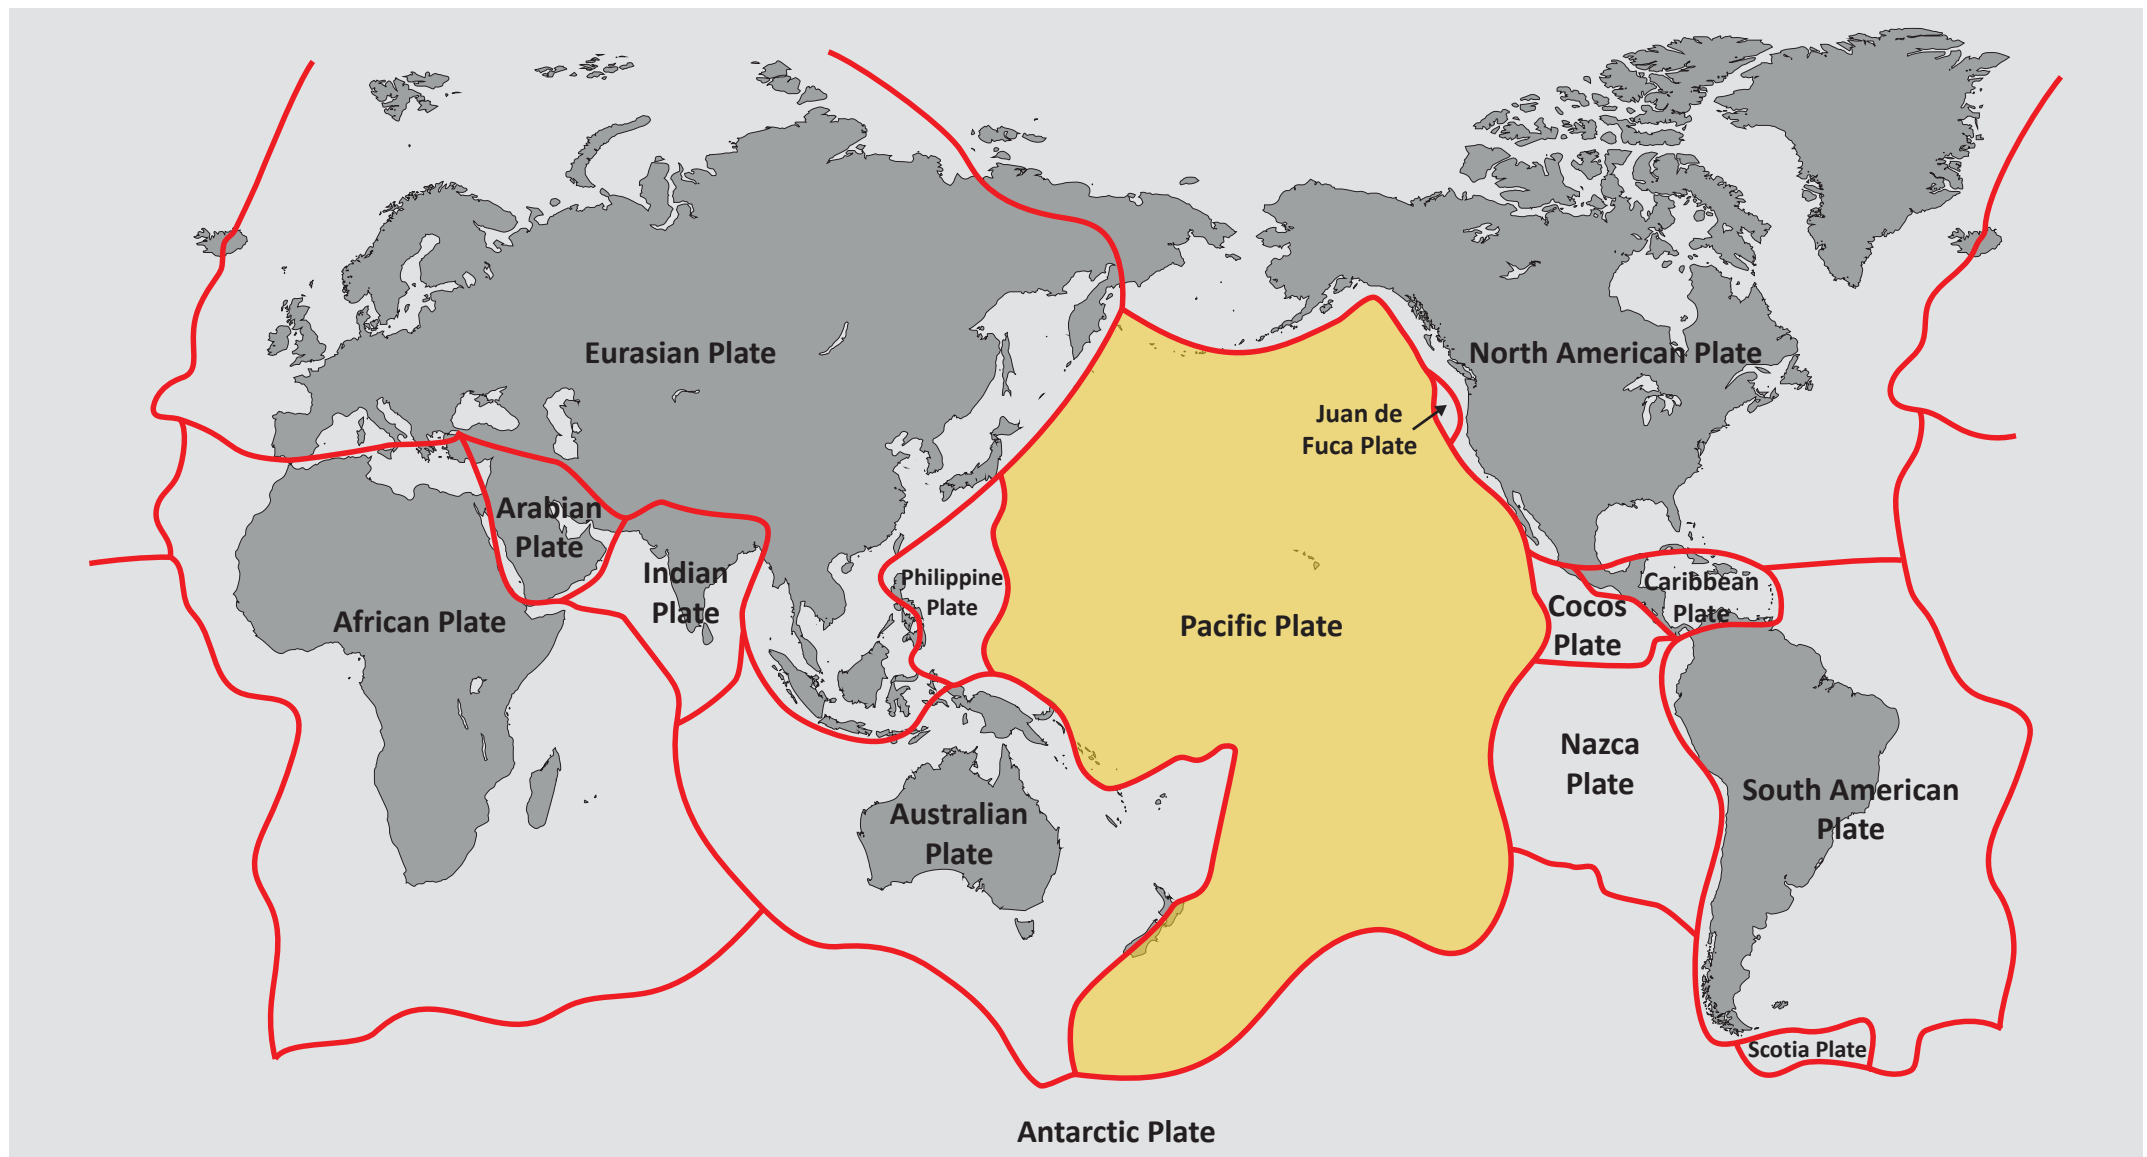 Eurasian Plate
North American Plate
Juan de
Fuca Plate
Arabian
Plate
Indian
Plate
Philippine
Plate
African Plate
Pacific Plate
Cocos
Plate
Caribbean
Plate
Nazca
Plate
South American
Plate
Australian
Plate
Scotia Plate
Antarctic Plate